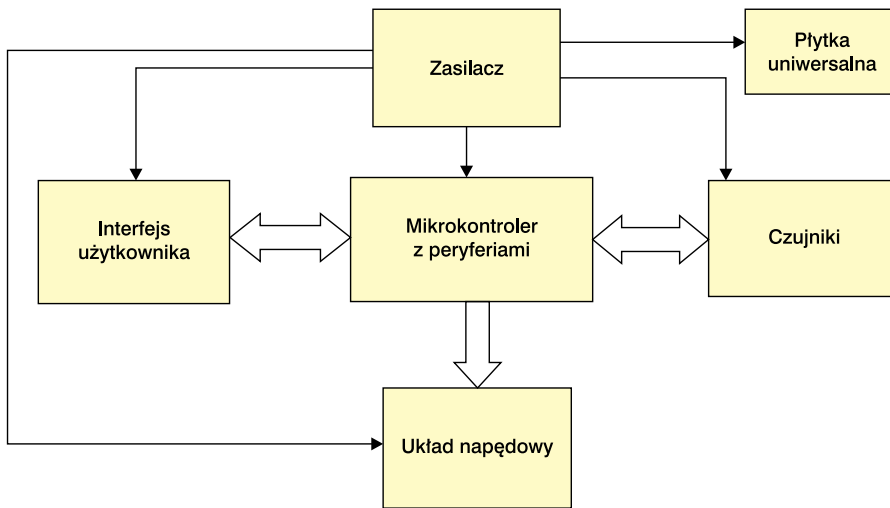 Zasilacz
Płytka
uniwersalna
Interfejs
użytkownika
Mikrokontroler
z peryferiami
Czujniki
Układ napędowy